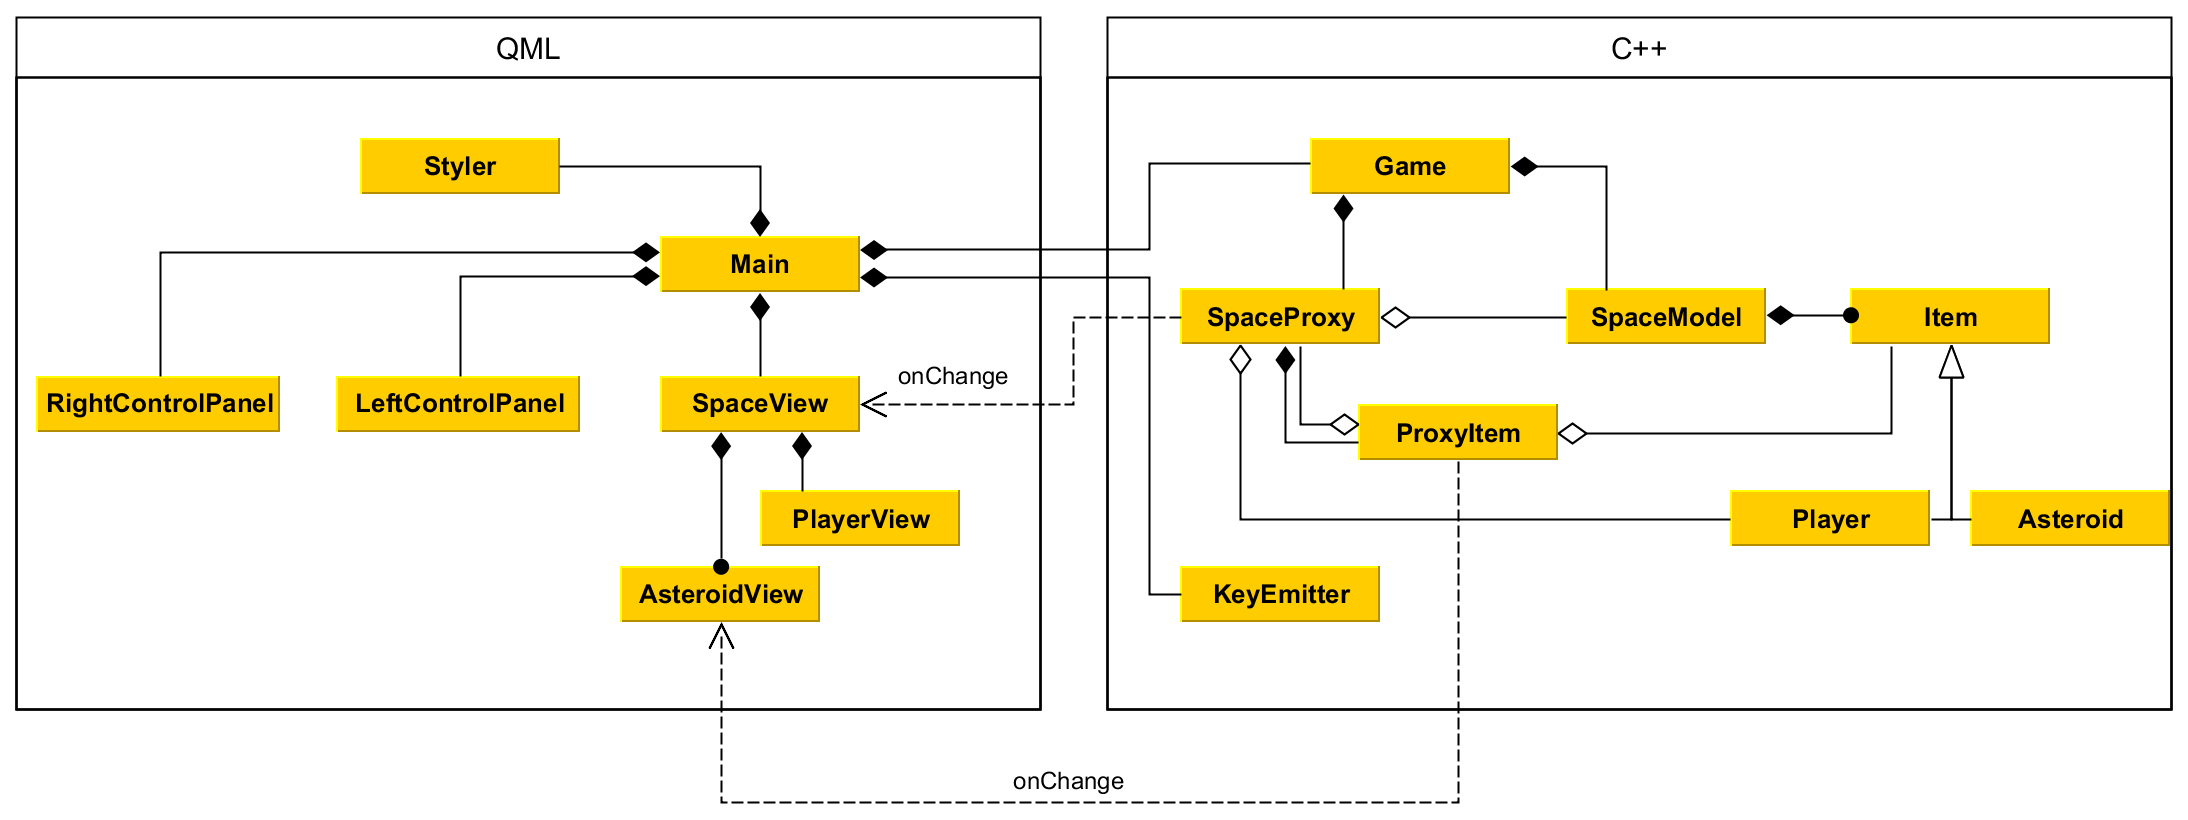 QML
C++
Styler
Game
Main
SpaceProxy
SpaceModel
Item
onChange
RightControlPanel
LeftControlPanel
SpaceView
ProxyItem
PlayerView
Player
Asteroid
AsteroidView
KeyEmitter
onChange